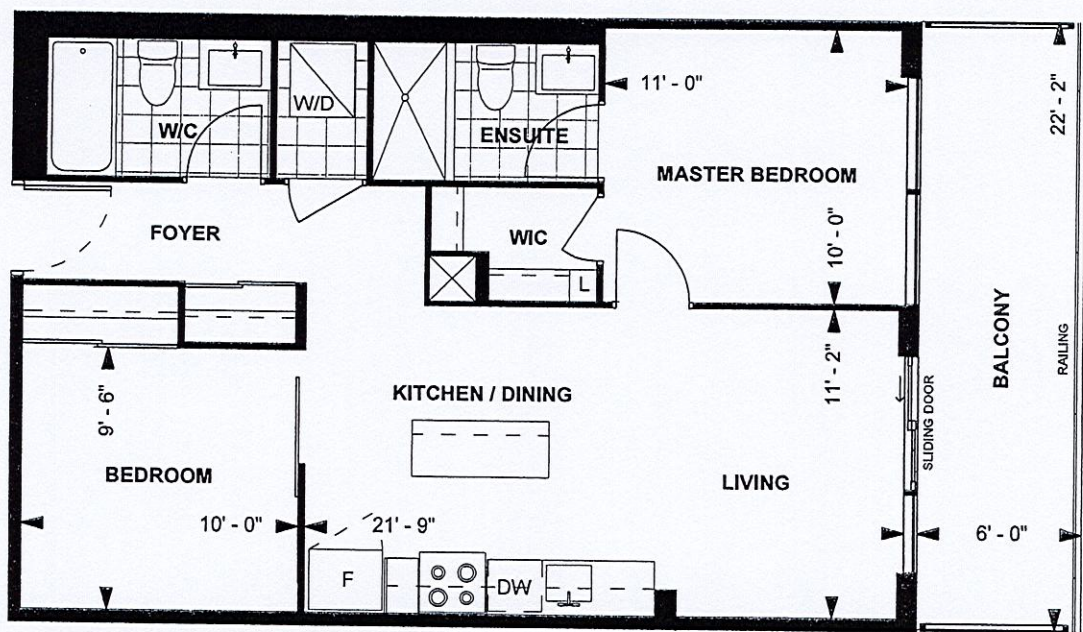 W/C
W/D
ENSUITE
11' - 0"
MASTER BEDROOM
22' - 2"
FOYER
WIC
L
10' - 0"
BALCONY
RAILING
9' - 6"
KITCHEN / DINING
11' - 2"
SLIDING DOOR
BEDROOM
LIVING
10' - 0"
21' - 9"
6' - 0"
F
DW